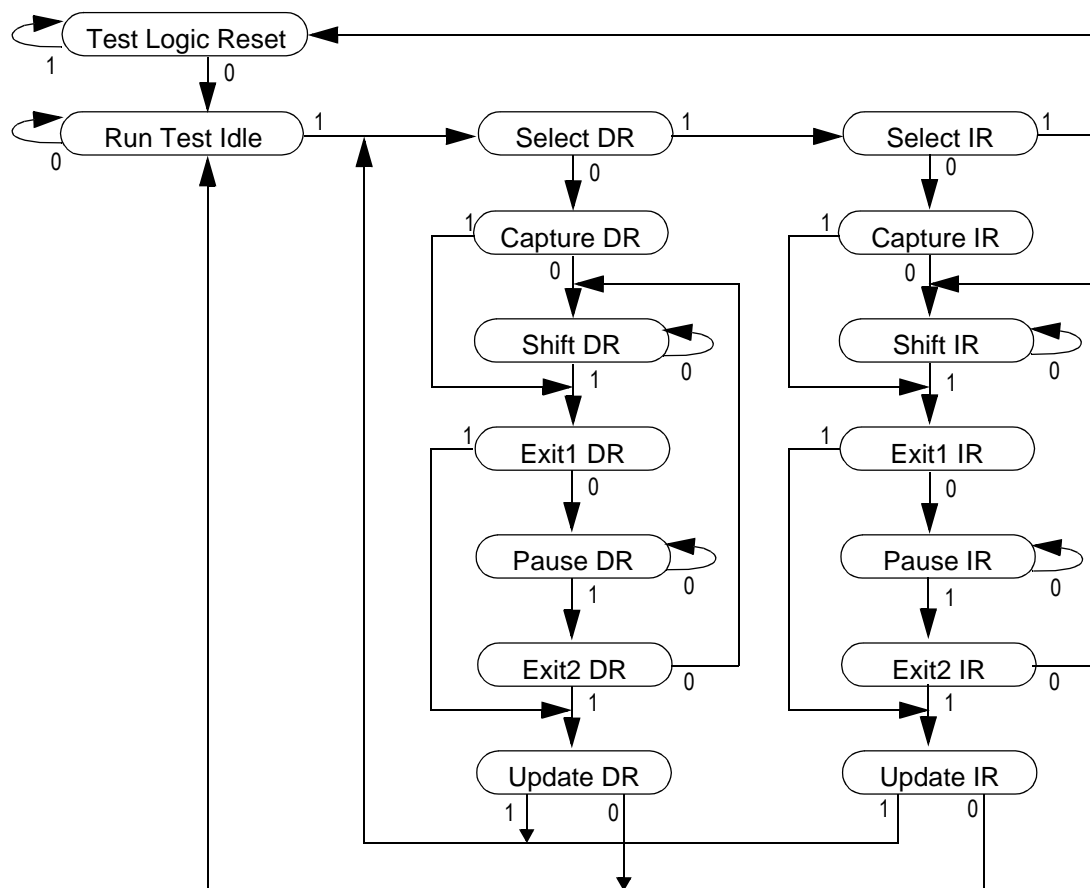 Test Logic Reset
1
0
Run Test Idle
0
1
Select DR
1
0
Select IR
1
0
1
Capture DR
0
1
Capture IR
0
Shift DR
0
1
Shift IR
0
1
1
Exit1 DR
0
1
Exit1 IR
0
Pause DR
0
1
Pause IR
0
1
Exit2 DR
0
1
Exit2 IR
0
1
Update DR
1
0
Update IR
1
0